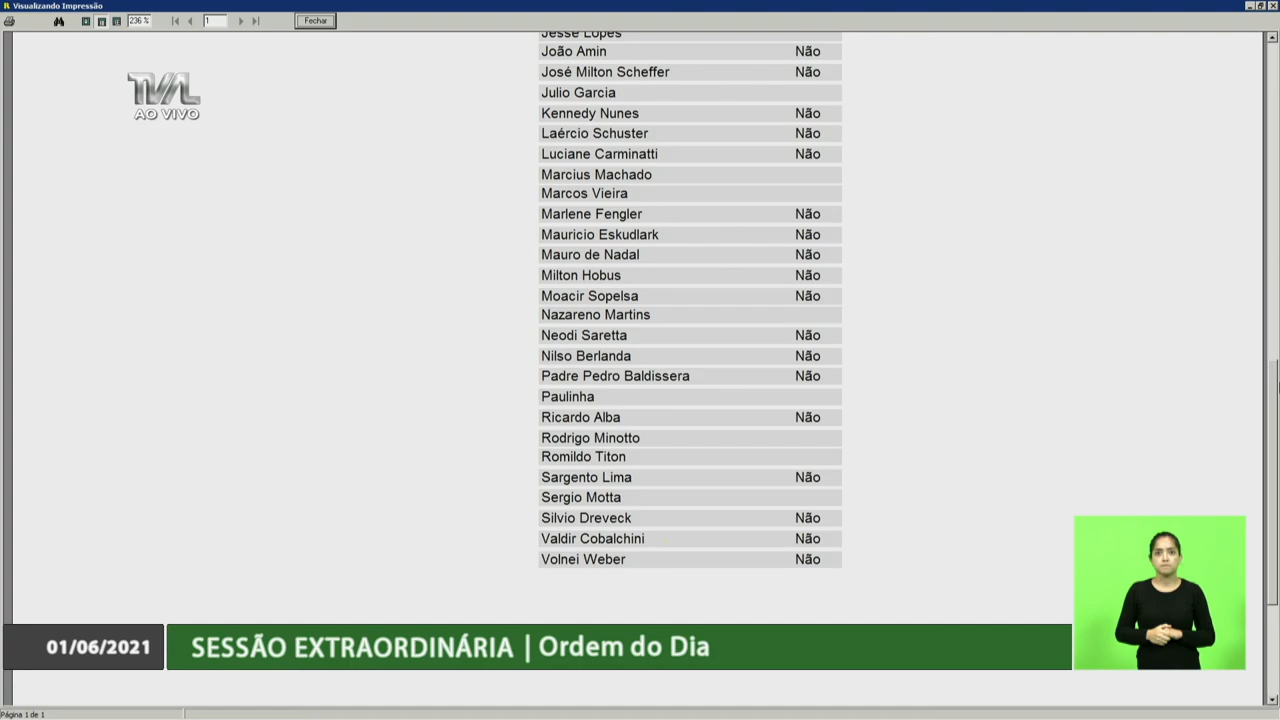 Visualizando Impressão
236 %
1
Fechar
Jesse Lopes
João Amin Não
José Milton Scheffer Não
Julio Garcia
Kennedy Nunes Não
Laércio Schuster Não
Luciane Carminatti Não
Marcius Machado
Marcos Vieira
Marlene Fengler Não
Mauricio Eskudlark Não
Mauro de Nadal Não
Milton Hobus Não
Moacir Sopelsa Não
Nazareno Martins
Neodi Saretta Não
Nilso Berlanda Não
Padre Pedro Baldissera Não
Paulinha
Ricardo Alba Não
Rodrigo Minotto
Romildo Titon
Sargento Lima Não
Sergio Motta
Silvio Dreveck Não
Valdir Cobalchini Não
Volnei Weber Não
TVAL
AO VIVO
01/06/2021
SESSÃO EXTRAORDINÁRIA | Ordem do Dia
Página 1 de 1